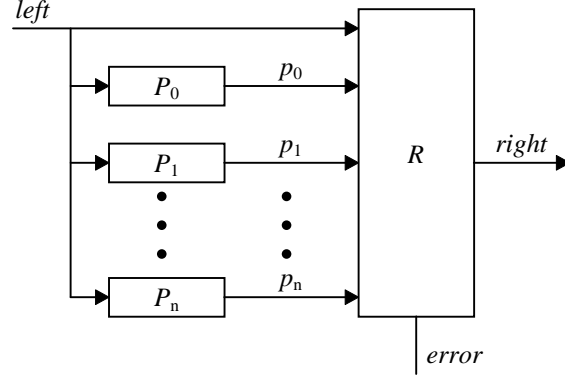 left
P₀ p₀
P₁ p₁
R right
Pₙ pₙ
error